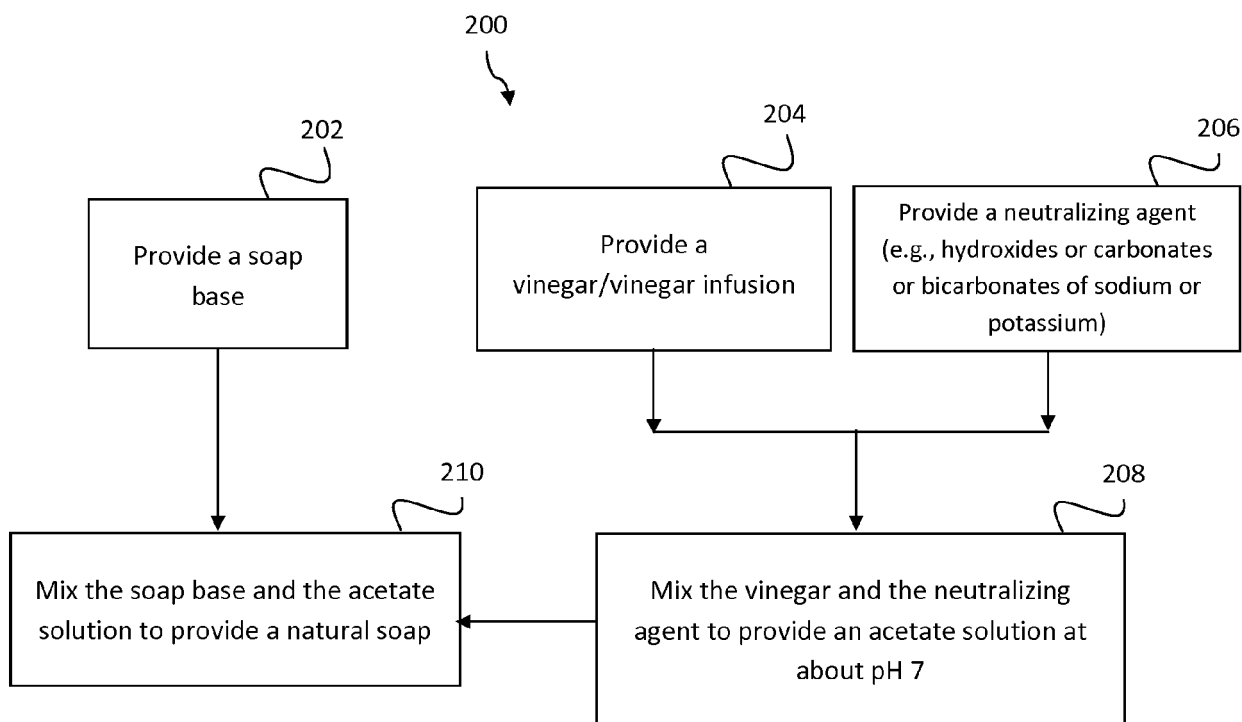 200
202
Provide a soap
base
204
Provide a
vinegar/vinegar infusion
206
Provide a neutralizing agent
(e.g., hydroxides or carbonates
or bicarbonates of sodium or
potassium)
210
Mix the soap base and the acetate
solution to provide a natural soap
208
Mix the vinegar and the neutralizing
agent to provide an acetate solution at
about pH 7